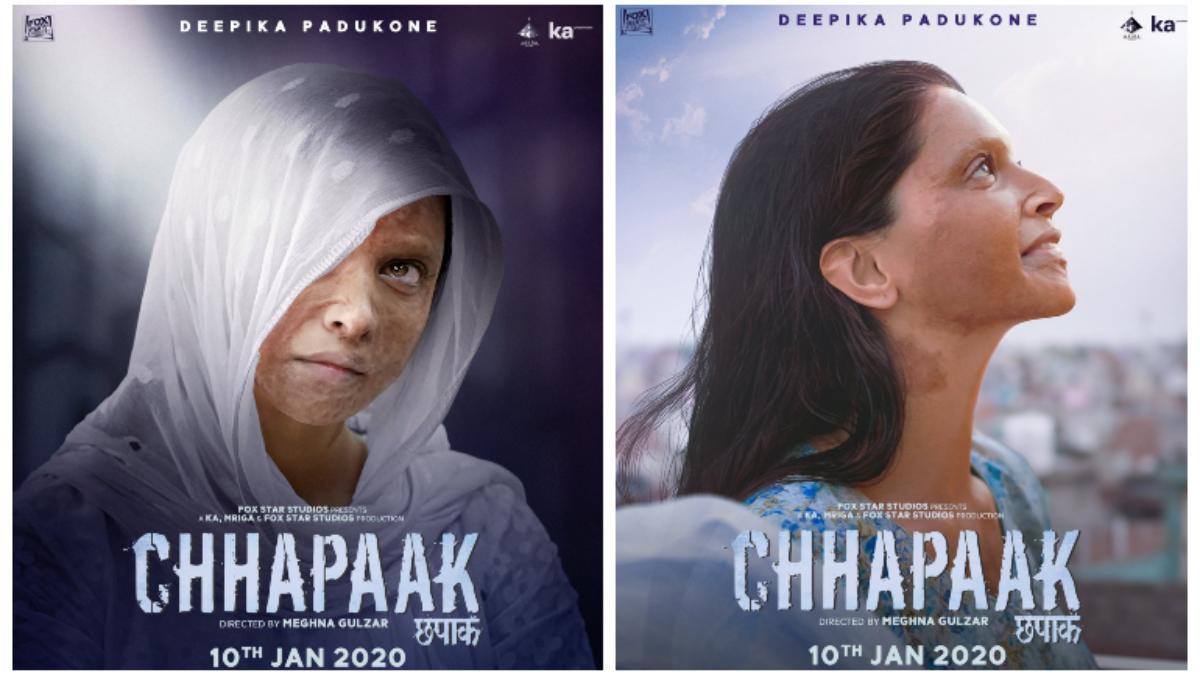 DEEPIKA PADUKONE
ka
FOX STAR STUDIOS PRESENTS
A KA, MRIGA & FOX STAR STUDIOS PRODUCTION
CHHAPAAK
DIRECTED BY MEGHNA GULZAR
छपाक
10TH JAN 2020
DEEPIKA PADUKONE
ka
FOX STAR STUDIOS PRESENTS
A KA, MRIGA & FOX STAR STUDIOS PRODUCTION
CHHAPAAK
DIRECTED BY MEGHNA GULZAR
छपाक
10TH JAN 2020